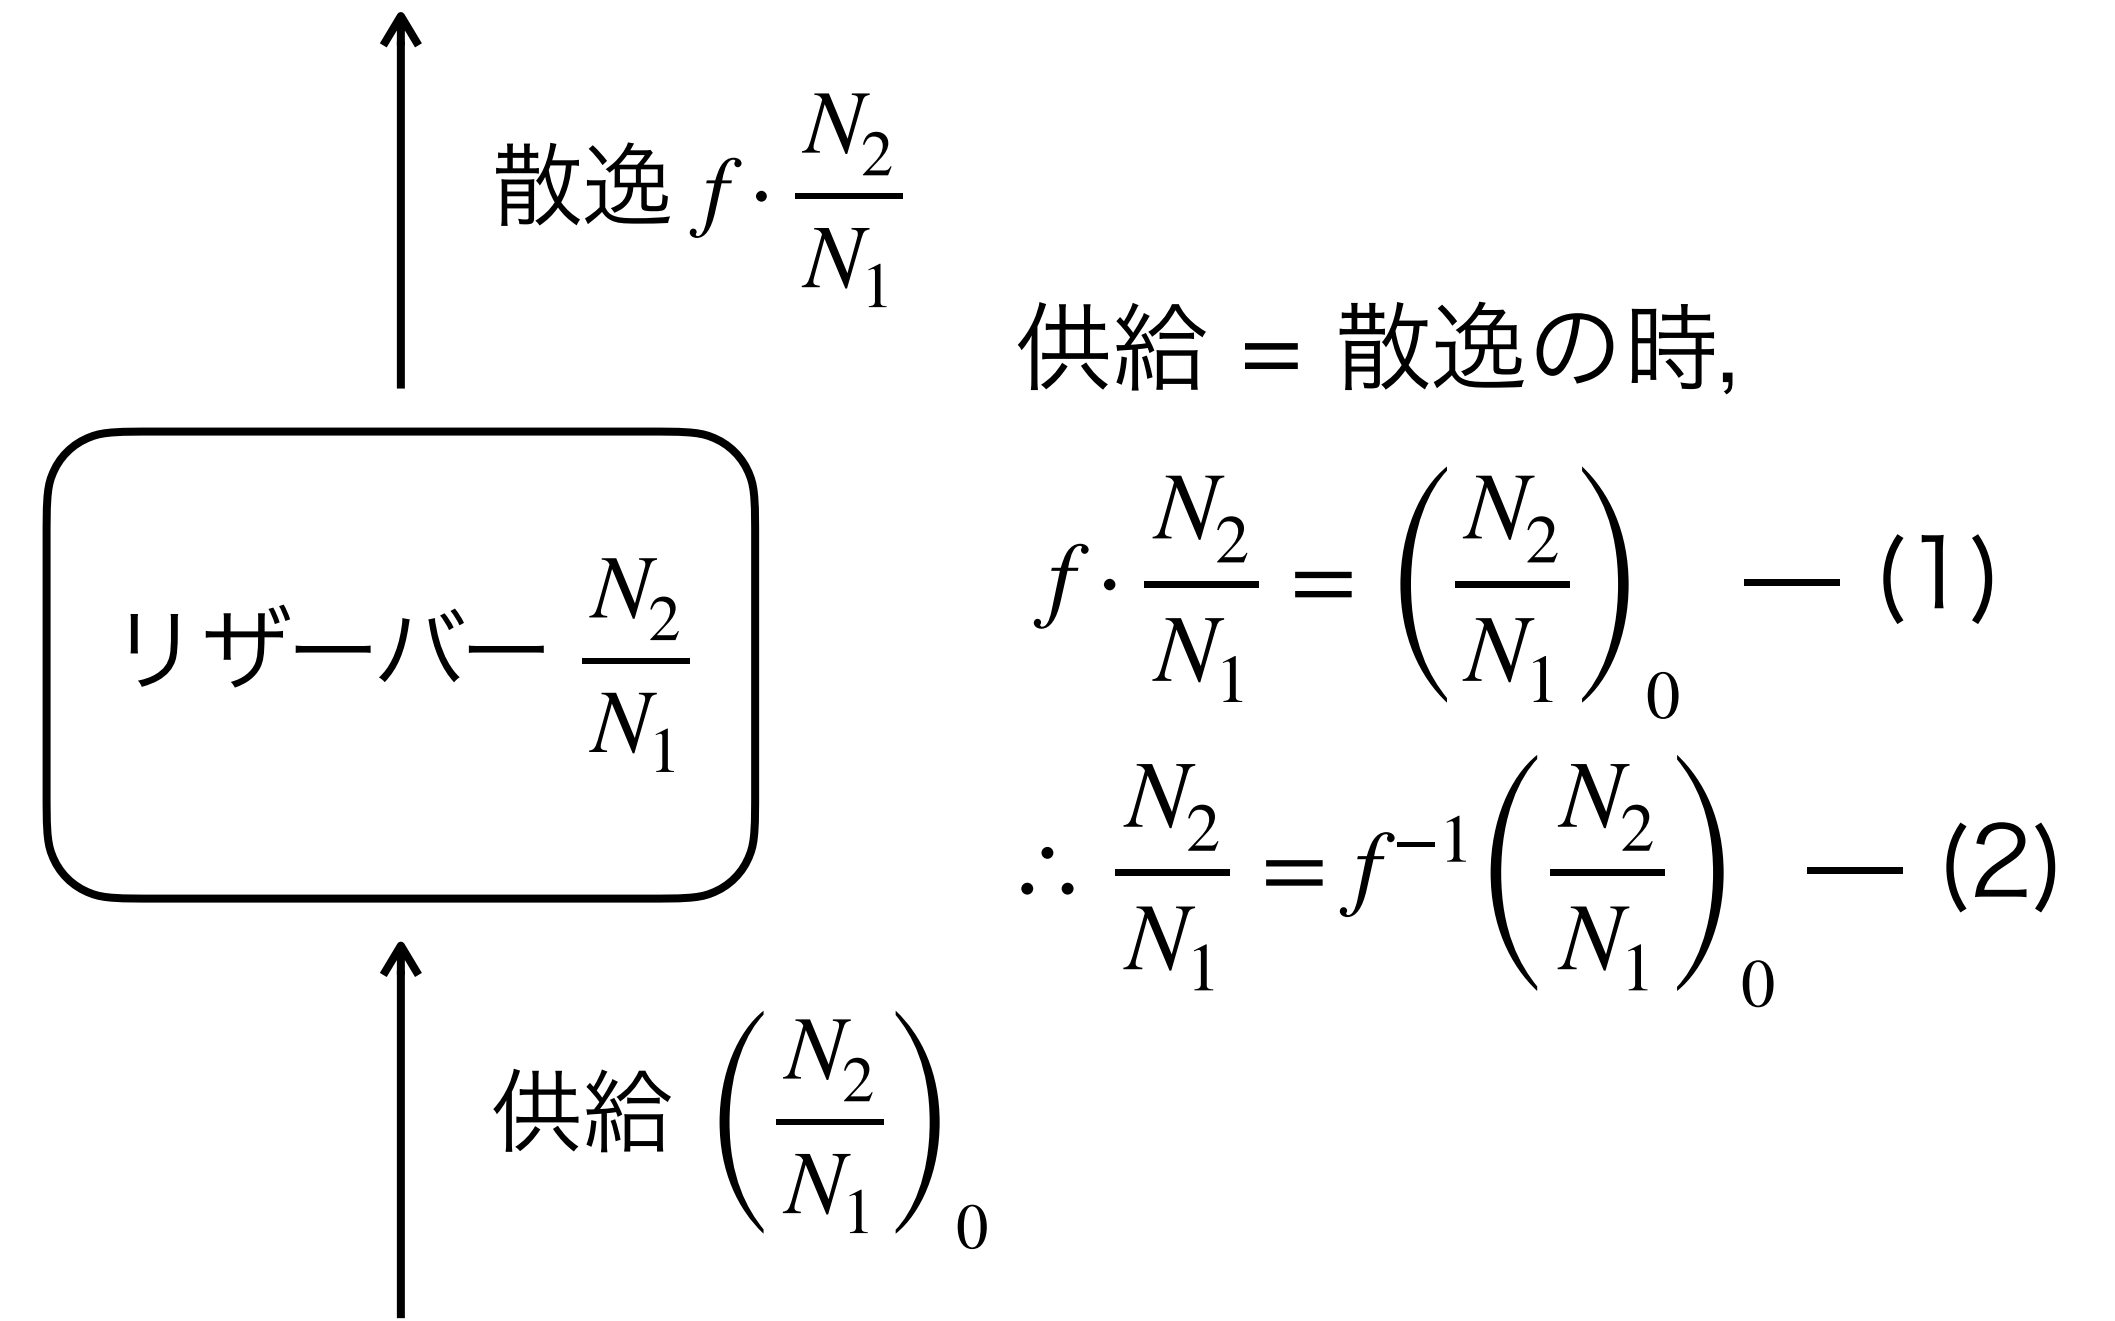 散逸 f · N₂/N₁
リザーバー N₂/N₁
供給 (N₂/N₁)₀
供給 = 散逸の時,
f · N₂/N₁ = (N₂/N₁)₀ — (1)
∴ N₂/N₁ = f⁻¹ (N₂/N₁)₀ — (2)